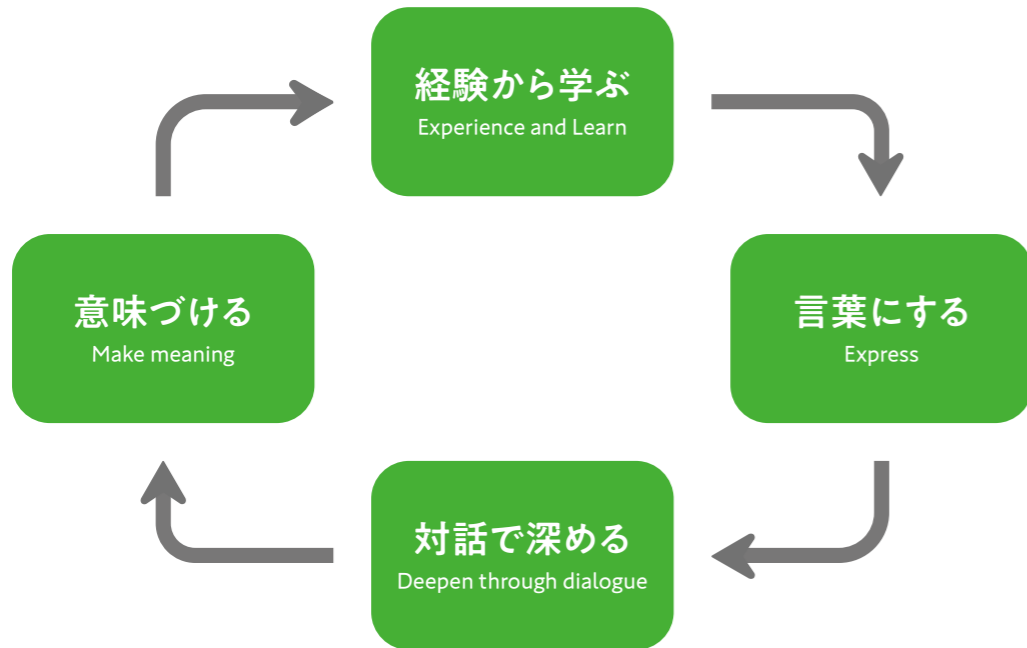 経験から学ぶ
Experience and Learn
意味づける
Make meaning
言葉にする
Express
対話で深める
Deepen through dialogue